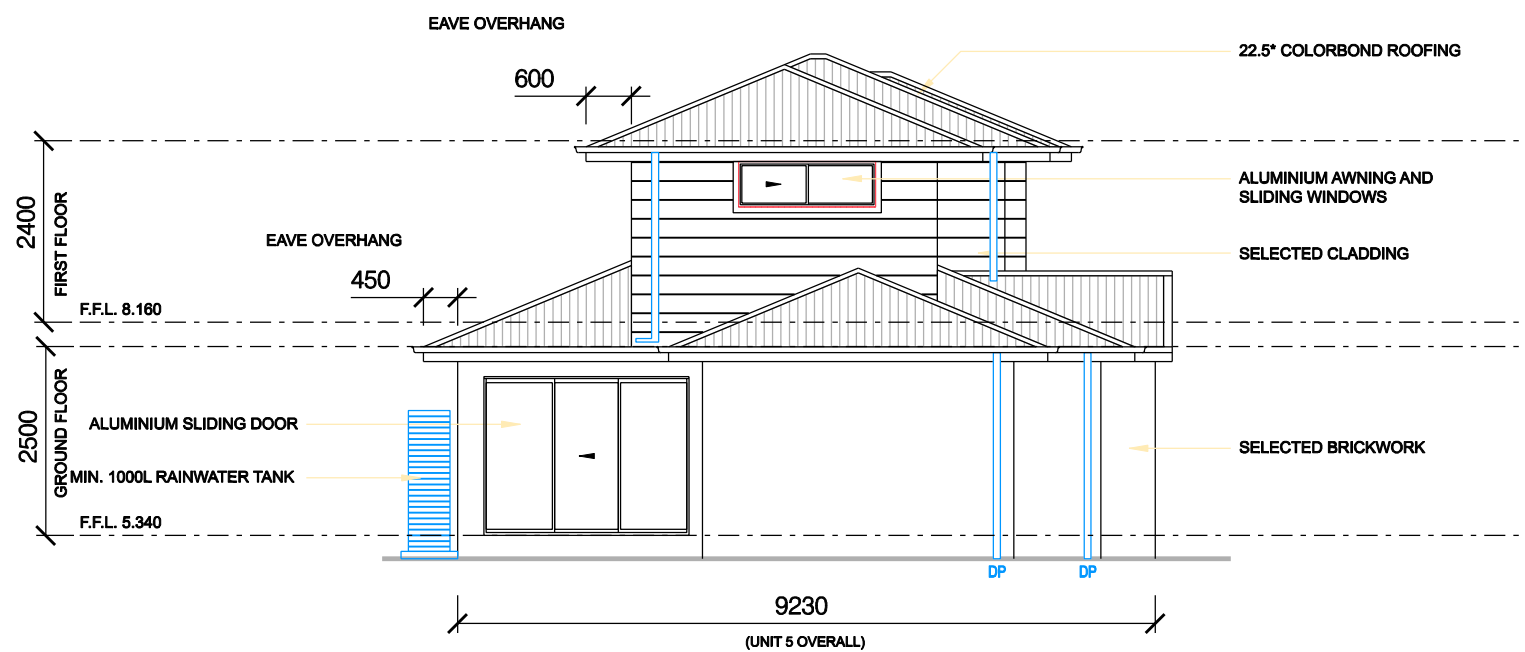 EAVE OVERHANG
22.5* COLORBOND ROOFING
600
ALUMINIUM AWNING AND
SLIDING WINDOWS
2400
FIRST FLOOR
EAVE OVERHANG
SELECTED CLADDING
450
F.F.L. 8.160
2500
GROUND FLOOR
ALUMINIUM SLIDING DOOR
SELECTED BRICKWORK
MIN. 1000L RAINWATER TANK
F.F.L. 5.340
DP
DP
9230
(UNIT 5 OVERALL)